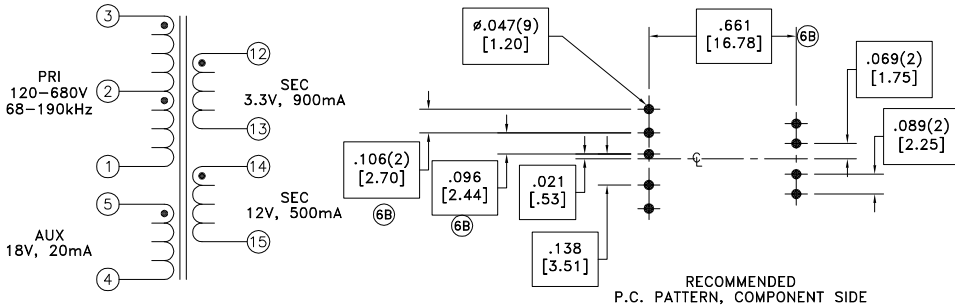 3
2
1
5
4
PRI
120-680V
68-190kHz
AUX
18V, 20mA
12
13
14
15
SEC
3.3V, 900mA
SEC
12V, 500mA
ø.047(9)
[1.20]
.661
[16.78]
6B
.069(2)
[1.75]
.089(2)
[2.25]
.106(2)
[2.70]
6B
.096
[2.44]
6B
.021
[.53]
.138
[3.51]
℄
RECOMMENDED
P.C. PATTERN, COMPONENT SIDE